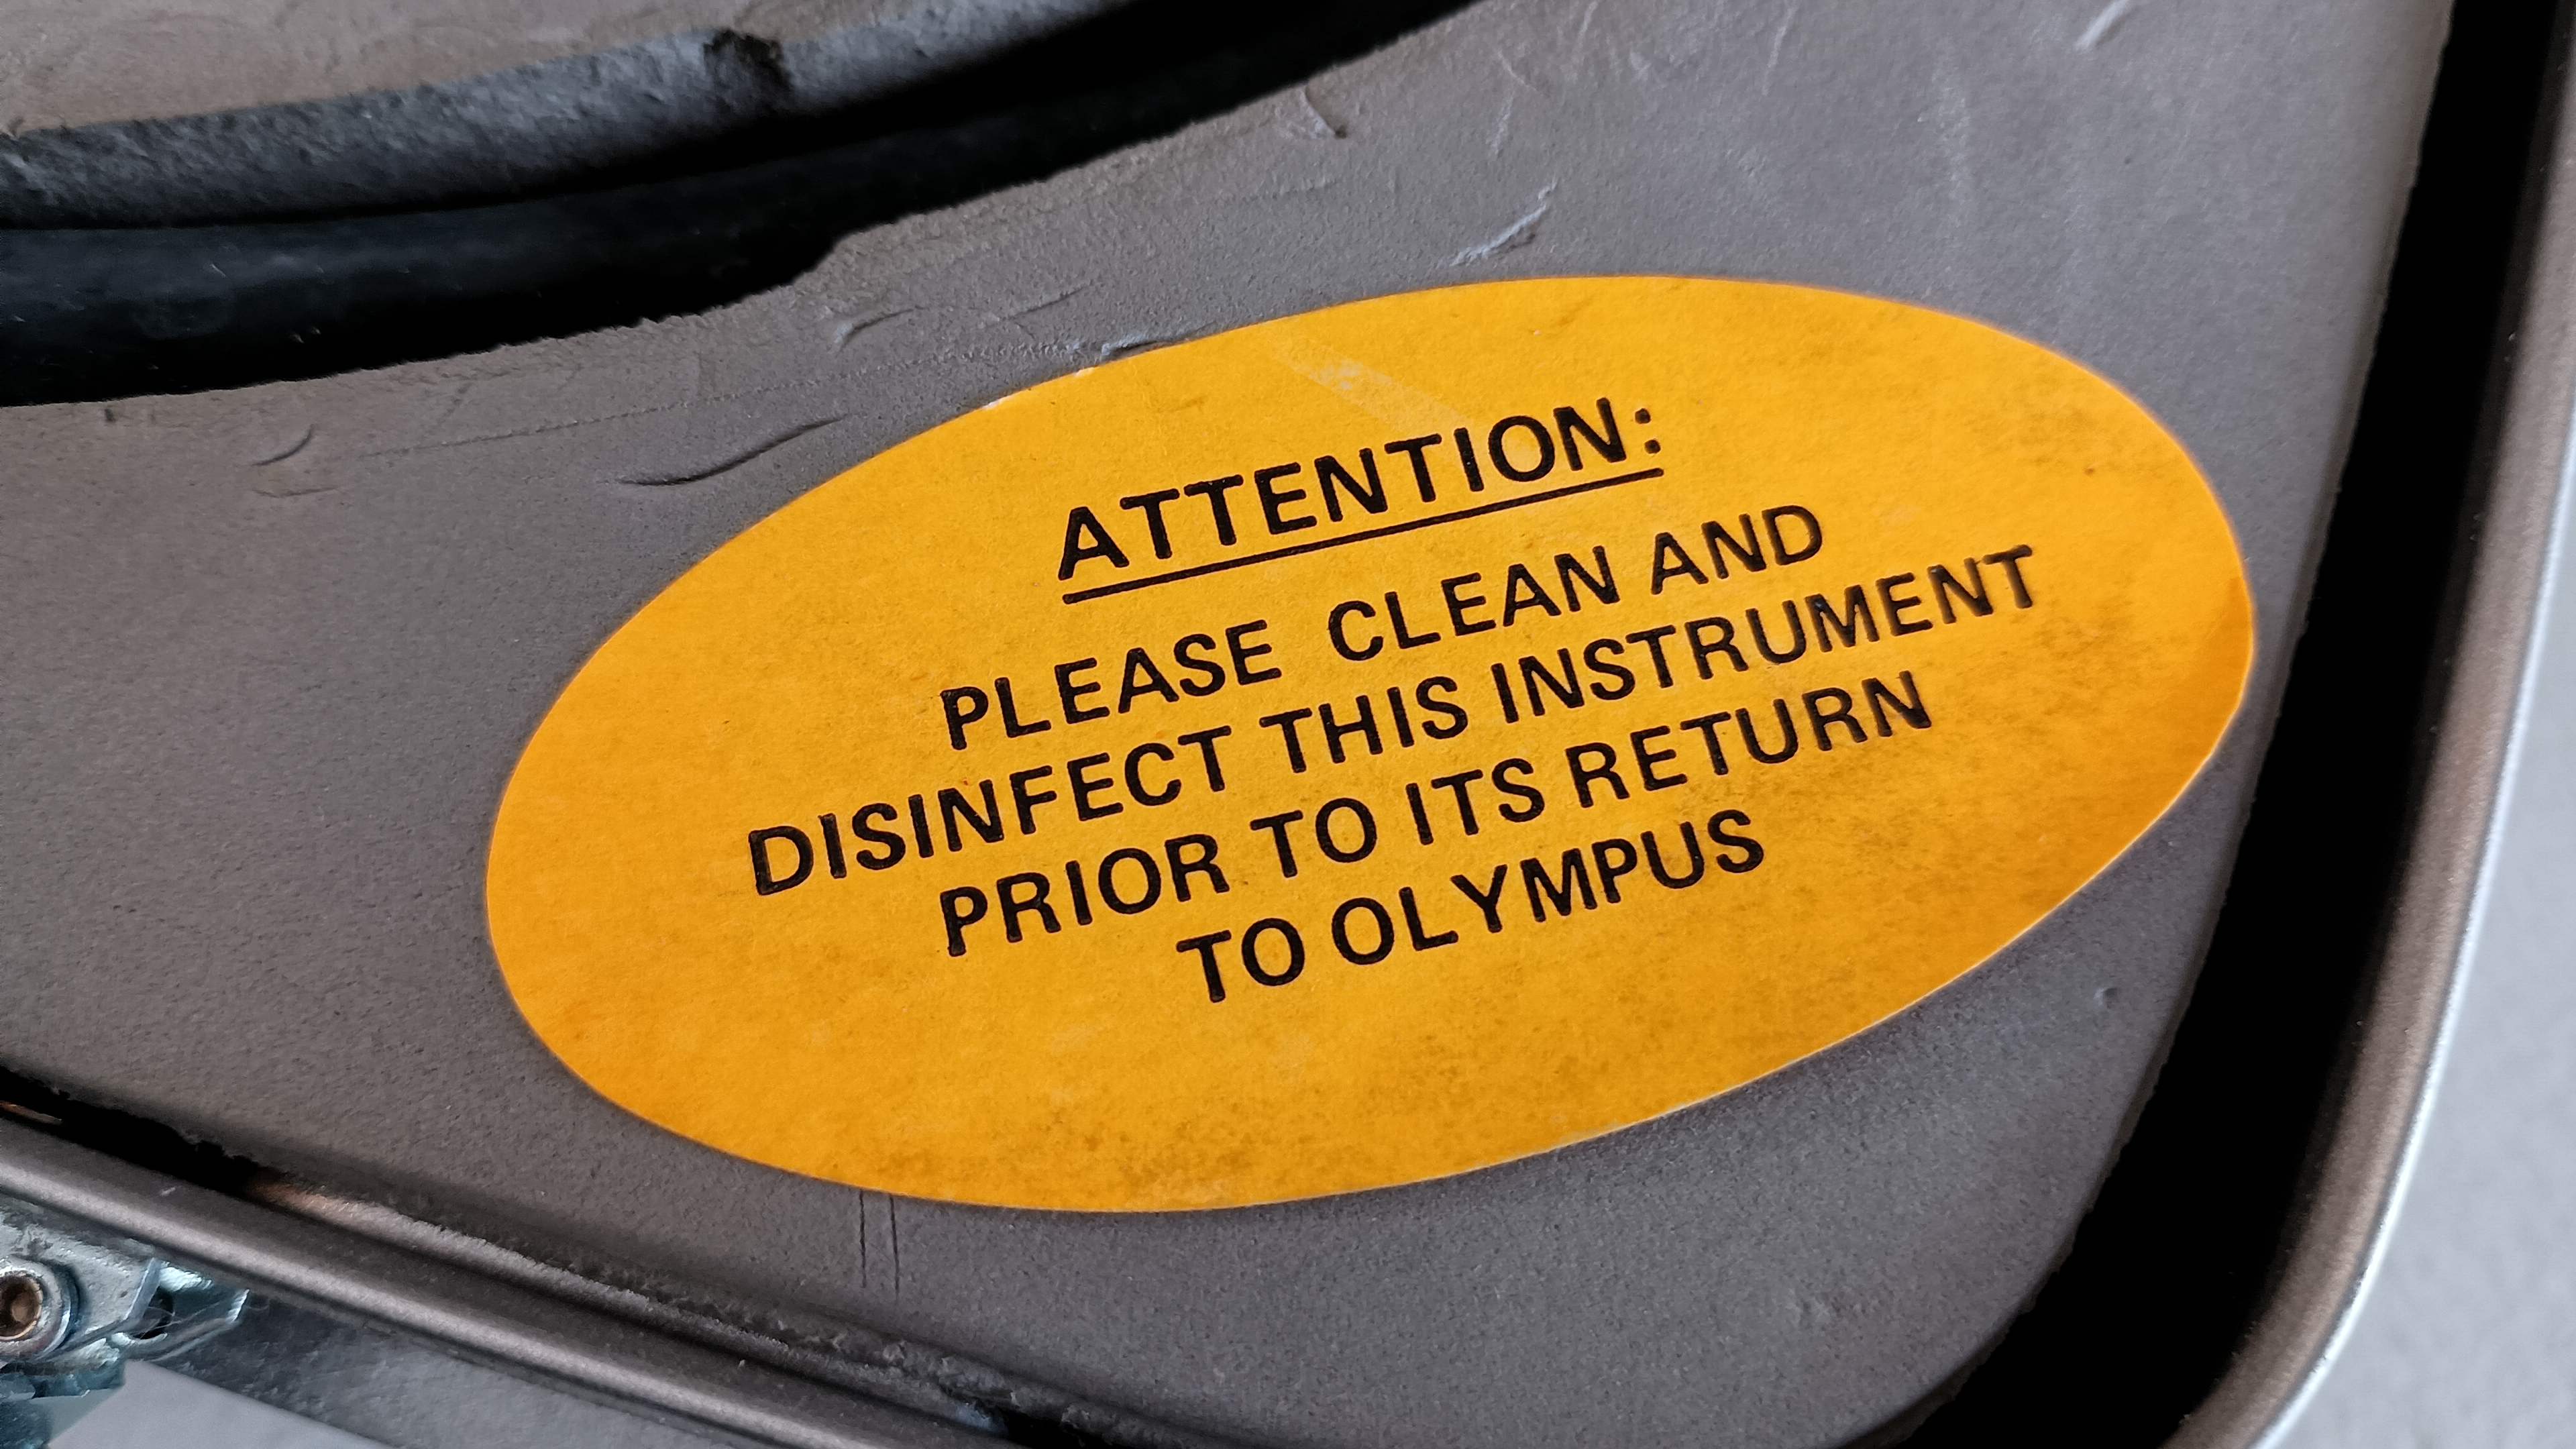 ATTENTION:
PLEASE CLEAN AND
DISINFECT THIS INSTRUMENT
PRIOR TO ITS RETURN
TO OLYMPUS